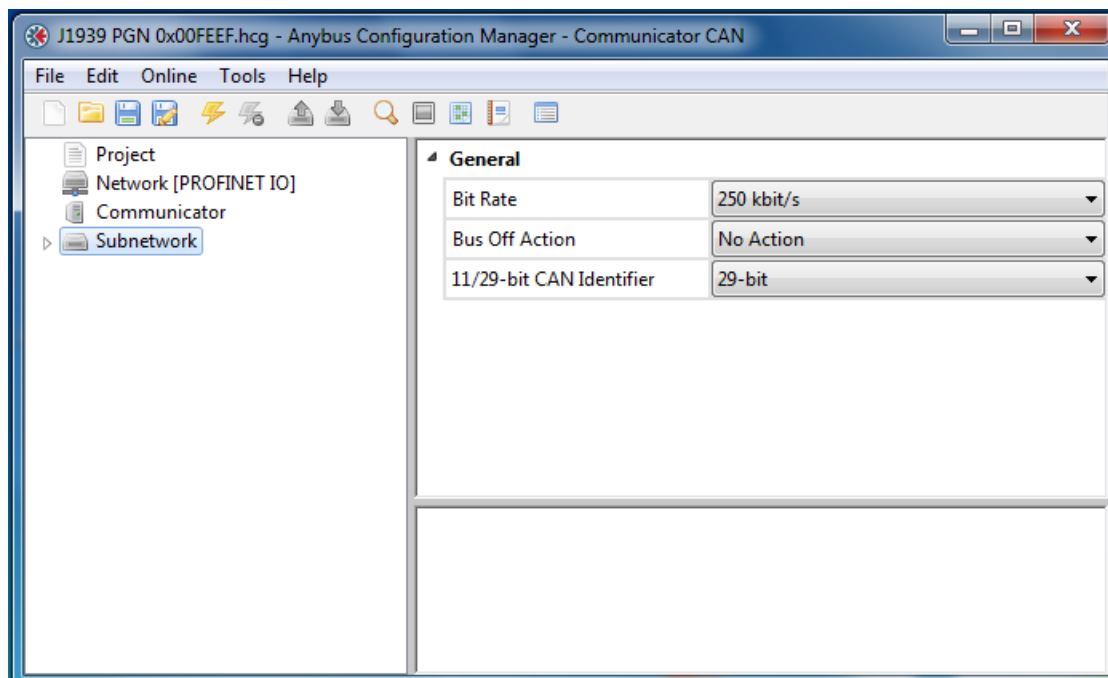 J1939 PGN 0x00FEEF.hcg - Anybus Configuration Manager - Communicator CAN
File Edit Online Tools Help
Project
Network [PROFINET IO]
Communicator
Subnetwork
General
Bit Rate 250 kbit/s
Bus Off Action No Action
11/29-bit CAN Identifier 29-bit